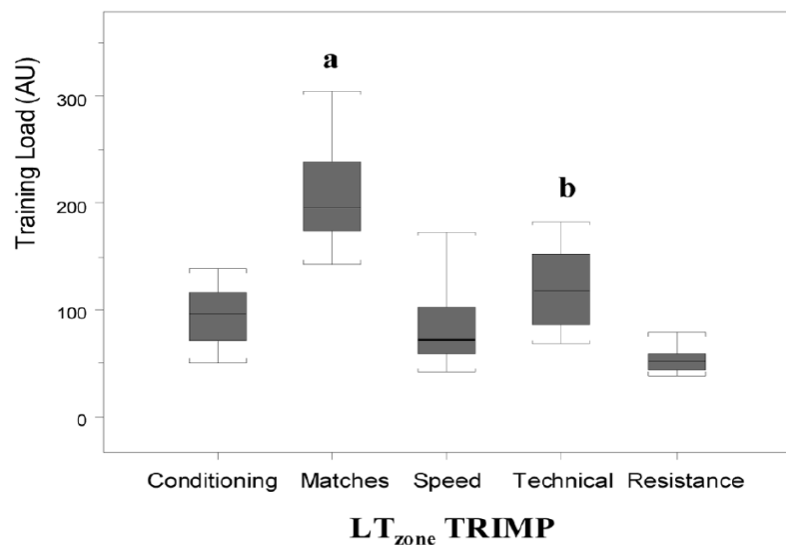 a
b
Training Load (AU)
300
200
100
0
Conditioning Matches Speed Technical Resistance
LTzone TRIMP